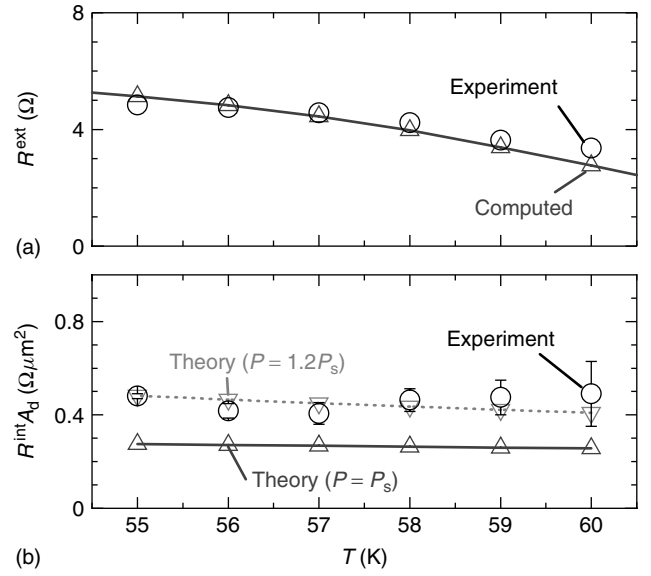 8
4
0
R^ext (Ω)
Experiment
Computed
(a)
0.8
0.4
0
R^int A_d (Ωμm²)
Theory (P = 1.2P_s)
Experiment
Theory (P = P_s)
55 56 57 58 59 60
(b)
T (K)